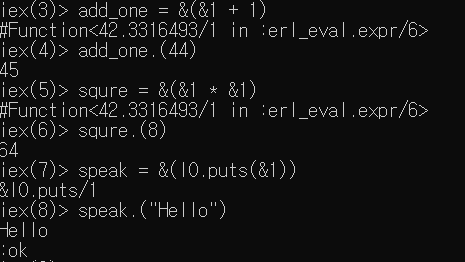 iex(3)> add_one = &(&1 + 1)
#Function<42.3316493/1 in :erl_eval.expr/6>
iex(4)> add_one.(44)
45
iex(5)> squre = &(&1 * &1)
#Function<42.3316493/1 in :erl_eval.expr/6>
iex(6)> squre.(8)
64
iex(7)> speak = &(IO.puts(&1))
&IO.puts/1
iex(8)> speak.("Hello")
Hello
:ok